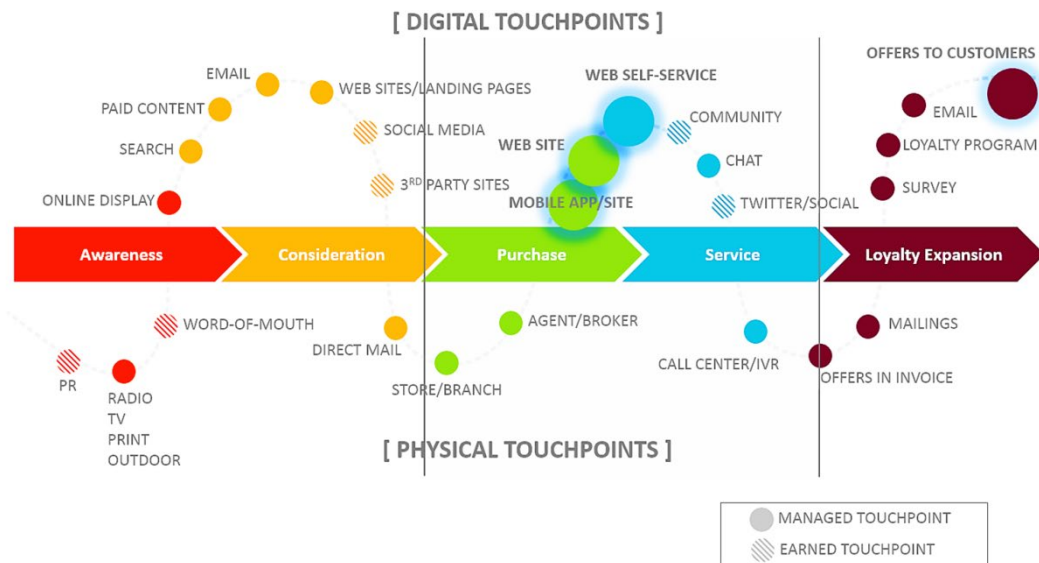 [ DIGITAL TOUCHPOINTS ]
OFFERS TO CUSTOMERS
EMAIL
WEB SELF-SERVICE
PAID CONTENT
WEB SITES/LANDING PAGES
SOCIAL MEDIA
COMMUNITY
EMAIL
SEARCH
WEB SITE
LOYALTY PROGRAM
3RD PARTY SITES
CHAT
SURVEY
ONLINE DISPLAY
MOBILE APP/SITE
TWITTER/SOCIAL
Awareness
Consideration
Purchase
Service
Loyalty Expansion
WORD-OF-MOUTH
AGENT/BROKER
MAILINGS
DIRECT MAIL
CALL CENTER/IVR
OFFERS IN INVOICE
PR
STORE/BRANCH
RADIO
TV
PRINT
OUTDOOR
[ PHYSICAL TOUCHPOINTS ]
MANAGED TOUCHPOINT
EARNED TOUCHPOINT